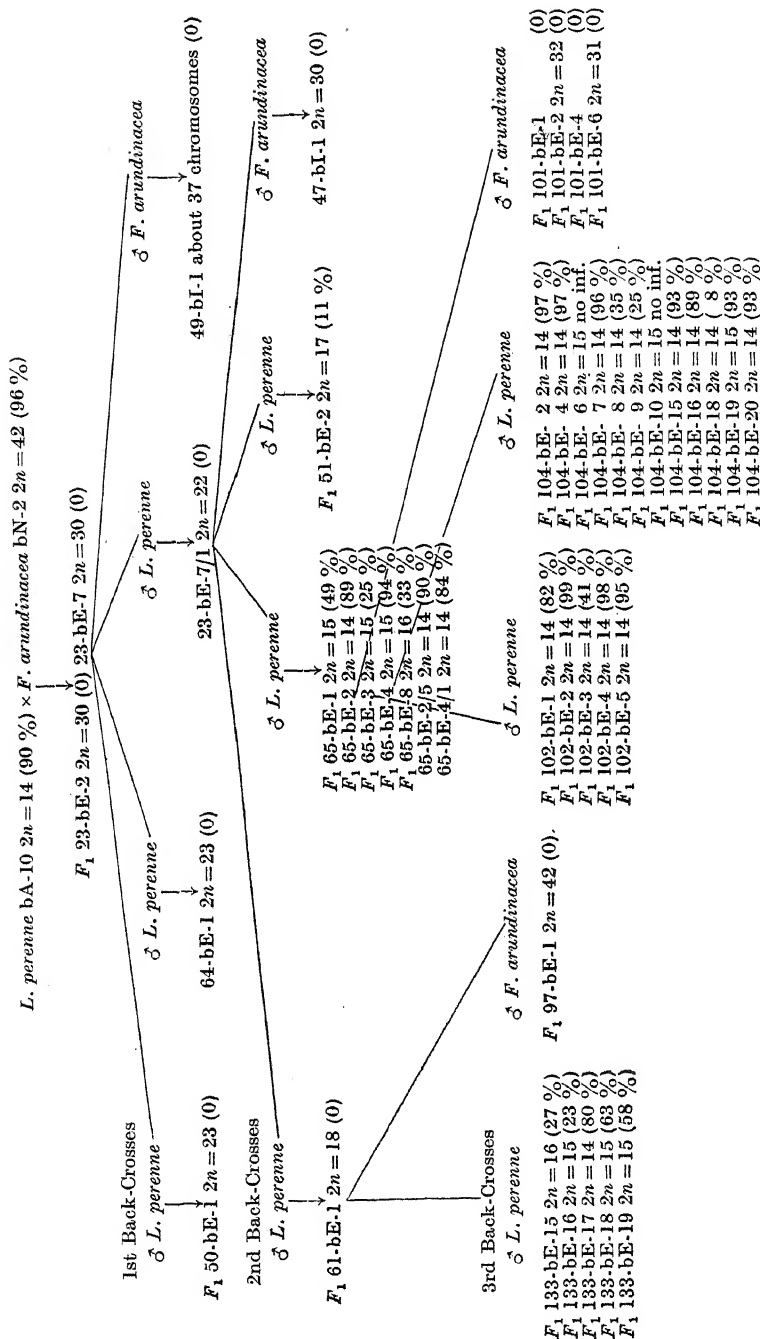 L. perenne bA-10 2n=14 (90 %) × F. arundinacea bN-2 2n=42 (96 %)
F₁ 23-bE-2 2n=30 (0) 23-bE-7 2n=30 (0)
1st Back-Crosses
♂ L. perenne
♂ L. perenne
♂ L. perenne
♂ F. arundinacea
F₁ 50-bE-1 2n=23 (0)
64-bE-1 2n=23 (0)
23-bE-7/1 2n=22 (0)
49-bI-1 about 37 chromosomes (0)
2nd Back-Crosses
♂ L. perenne
♂ L. perenne
♂ L. perenne
♂ F. arundinacea
F₁ 61-bE-1 2n=18 (0)
F₁ 65-bE-1 2n=15 (49 %)
F₁ 65-bE-2 2n=14 (89 %)
F₁ 65-bE-3 2n=15 (25 %)
F₁ 65-bE-4 2n=15 (94 %)
F₁ 65-bE-8 2n=16 (33 %)
65-bE-2/5 2n=14 (90 %)
65-bE-4/1 2n=14 (84 %)
F₁ 51-bE-2 2n=17 (11 %)
47-bI-1 2n=30 (0)
3rd Back-Crosses
♂ L. perenne
♂ F. arundinacea
♂ L. perenne
♂ L. perenne
♂ F. arundinacea
F₁ 133-bE-15 2n=16 (27 %)
F₁ 133-bE-16 2n=15 (23 %)
F₁ 133-bE-17 2n=14 (80 %)
F₁ 133-bE-18 2n=15 (63 %)
F₁ 133-bE-19 2n=15 (58 %)
F₁ 97-bE-1 2n=42 (0).
F₁ 102-bE-1 2n=14 (82 %)
F₁ 102-bE-2 2n=14 (99 %)
F₁ 102-bE-3 2n=14 (41 %)
F₁ 102-bE-4 2n=14 (98 %)
F₁ 102-bE-5 2n=14 (95 %)
F₁ 104-bE- 2 2n=14 (97 %)
F₁ 104-bE- 4 2n=14 (97 %)
F₁ 104-bE- 6 2n=15 no inf.
F₁ 104-bE- 7 2n=14 (96 %)
F₁ 104-bE- 8 2n=14 (35 %)
F₁ 104-bE- 9 2n=14 (25 %)
F₁ 104-bE-10 2n=15 no inf.
F₁ 104-bE-15 2n=14 (93 %)
F₁ 104-bE-16 2n=14 (89 %)
F₁ 104-bE-18 2n=14 ( 8 %)
F₁ 104-bE-19 2n=15 (93 %)
F₁ 104-bE-20 2n=14 (93 %)
F₁ 101-bE-1 (0)
F₁ 101-bE-2 2n=32 (0)
F₁ 101-bE-4 (0)
F₁ 101-bE-6 2n=31 (0)